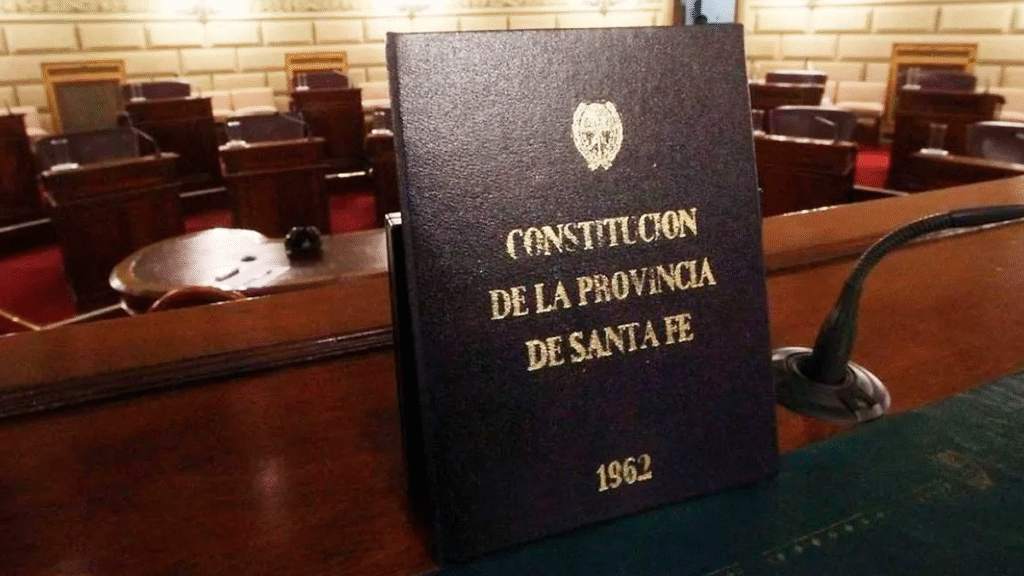 CONSTITUCION
DE LA PROVINCIA
DE SANTA FE
1962